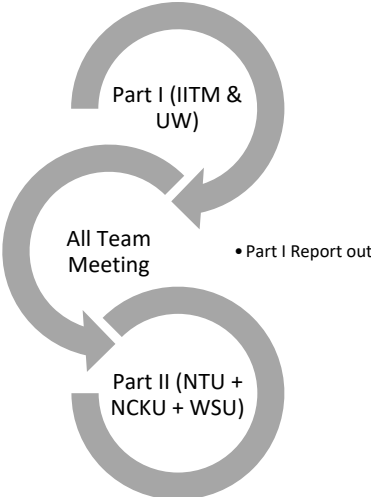 Part I (IITM &
UW)
All Team
Meeting
• Part I Report out
Part II (NTU +
NCKU + WSU)